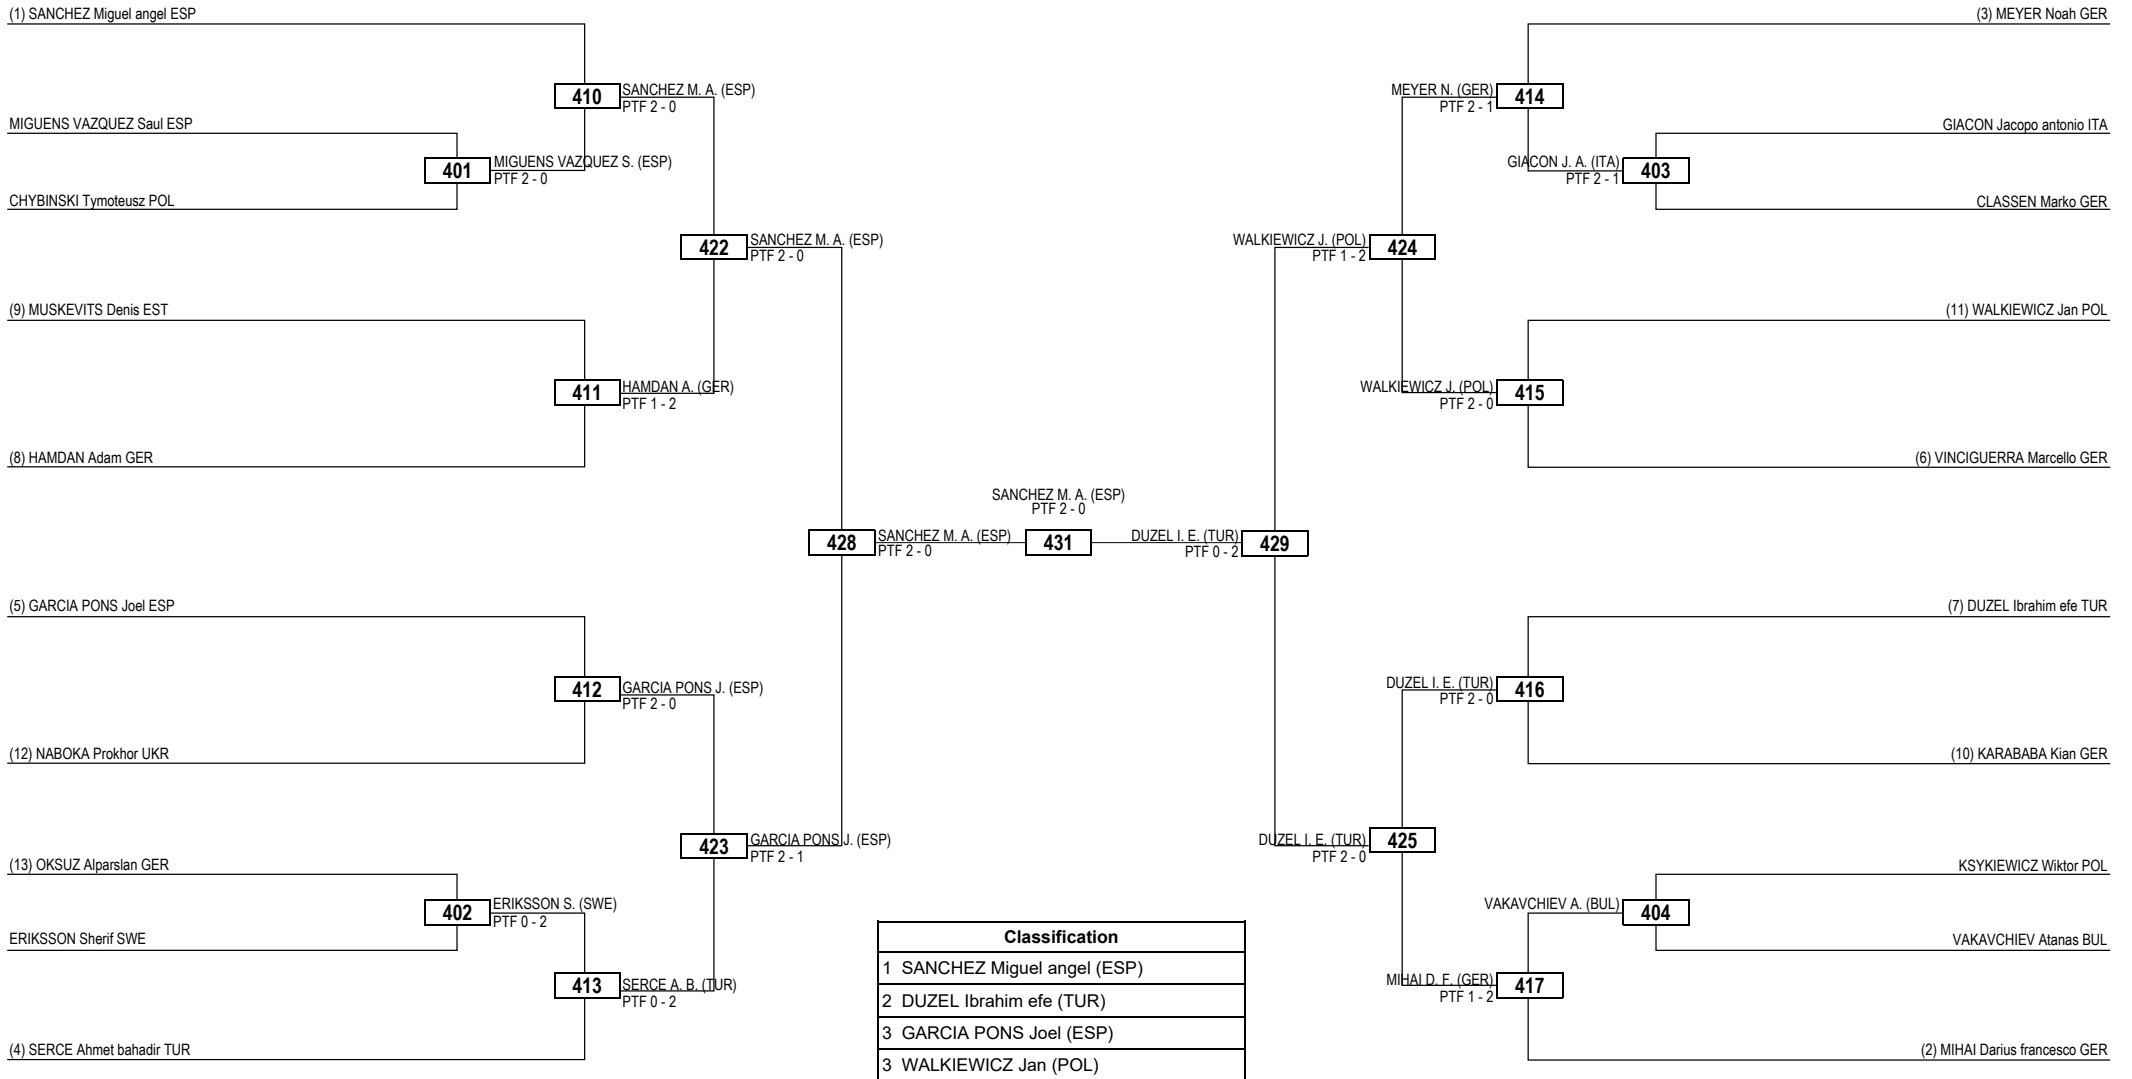 (1) SANCHEZ Miguel angel ESP
(3) MEYER Noah GER
410
SANCHEZ M. A. (ESP)
PTF 2 - 0
MEYER N. (GER)
PTF 2 - 1
414
MIGUENS VAZQUEZ Saul ESP
GIACON Jacopo antonio ITA
401
MIGUENS VAZQUEZ S. (ESP)
PTF 2 - 0
GIACON J. A. (ITA)
PTF 2 - 1
403
CHYBINSKI Tymoteusz POL
CLASSEN Marko GER
422
SANCHEZ M. A. (ESP)
PTF 2 - 0
WALKIEWICZ J. (POL)
PTF 1 - 2
424
(9) MUSKEVITS Denis EST
(11) WALKIEWICZ Jan POL
411
HAMDAN A. (GER)
PTF 1 - 2
WALKIEWICZ J. (POL)
PTF 2 - 0
415
(8) HAMDAN Adam GER
(6) VINCIGUERRA Marcello GER
SANCHEZ M. A. (ESP)
PTF 2 - 0
428
SANCHEZ M. A. (ESP)
PTF 2 - 0
431
DUZEL I. E. (TUR)
PTF 0 - 2
429
(5) GARCIA PONS Joel ESP
(7) DUZEL Ibrahim efe TUR
412
GARCIA PONS J. (ESP)
PTF 2 - 0
DUZEL I. E. (TUR)
PTF 2 - 0
416
(12) NABOKA Prokhor UKR
(10) KARABABA Kian GER
423
GARCIA PONS J. (ESP)
PTF 2 - 1
DUZEL I. E. (TUR)
PTF 2 - 0
425
(13) OKSUZ Alparslan GER
KSYKIEWICZ Wiktor POL
402
ERIKSSON S. (SWE)
PTF 0 - 2
VAKAVCHIEV A. (BUL)
404
ERIKSSON Sherif SWE
VAKAVCHIEV Atanas BUL
413
SERCE A. B. (TUR)
PTF 0 - 2
MIHAI D. F. (GER)
PTF 1 - 2
417
(4) SERCE Ahmet bahadir TUR
(2) MIHAI Darius francesco GER
Classification
1 SANCHEZ Miguel angel (ESP)
2 DUZEL Ibrahim efe (TUR)
3 GARCIA PONS Joel (ESP)
3 WALKIEWICZ Jan (POL)